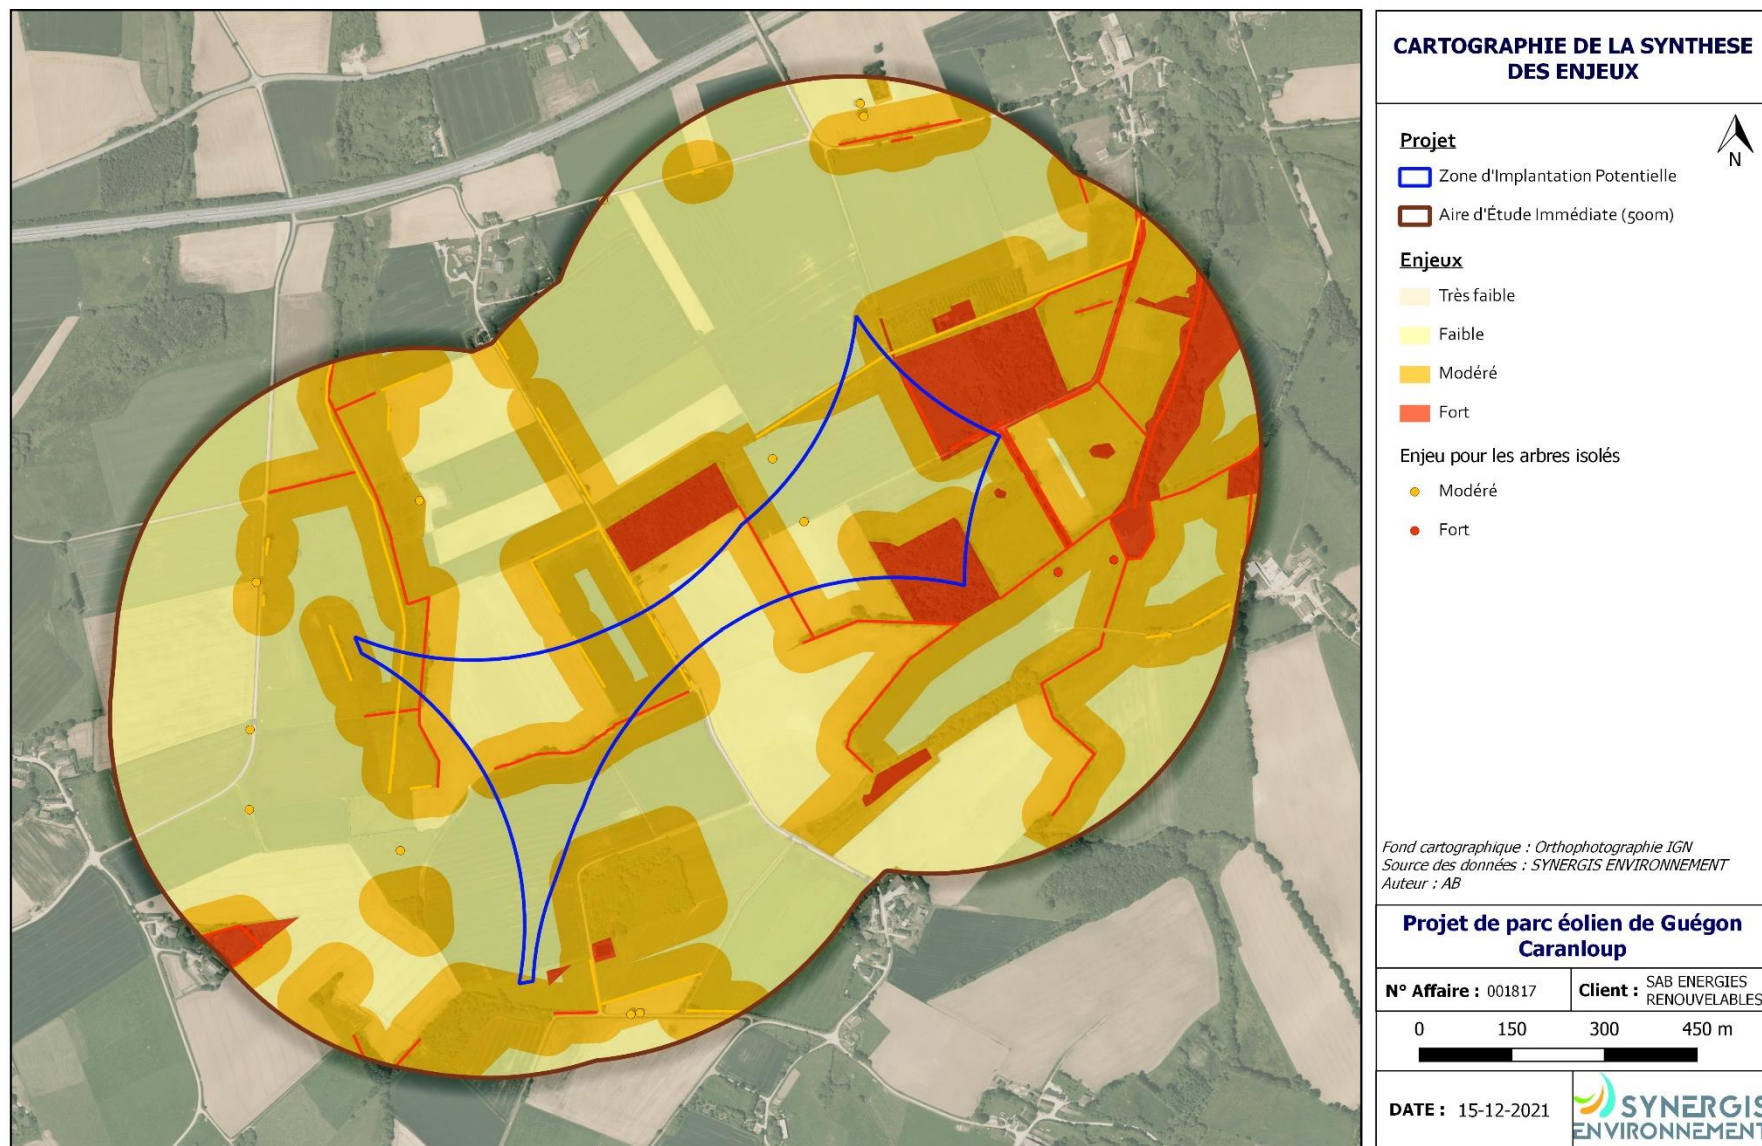 CARTOGRAPHIE DE LA SYNTHESE
DES ENJEUX
N
Projet
Zone d'Implantation Potentielle
Aire d'Étude Immédiate (500m)
Enjeux
Très faible
Faible
Modéré
Fort
Enjeu pour les arbres isolés
Modéré
Fort
Fond cartographique : Orthophotographie IGN
Source des données : SYNERGIS ENVIRONNEMENT
Auteur : AB
Projet de parc éolien de Guégon
Caranloup
N° Affaire : 001817
Client : SAB ENERGIES
RENOUVELABLES
0 150 300 450 m
DATE : 15-12-2021
SYNERGIS
ENVIRONNEMENT